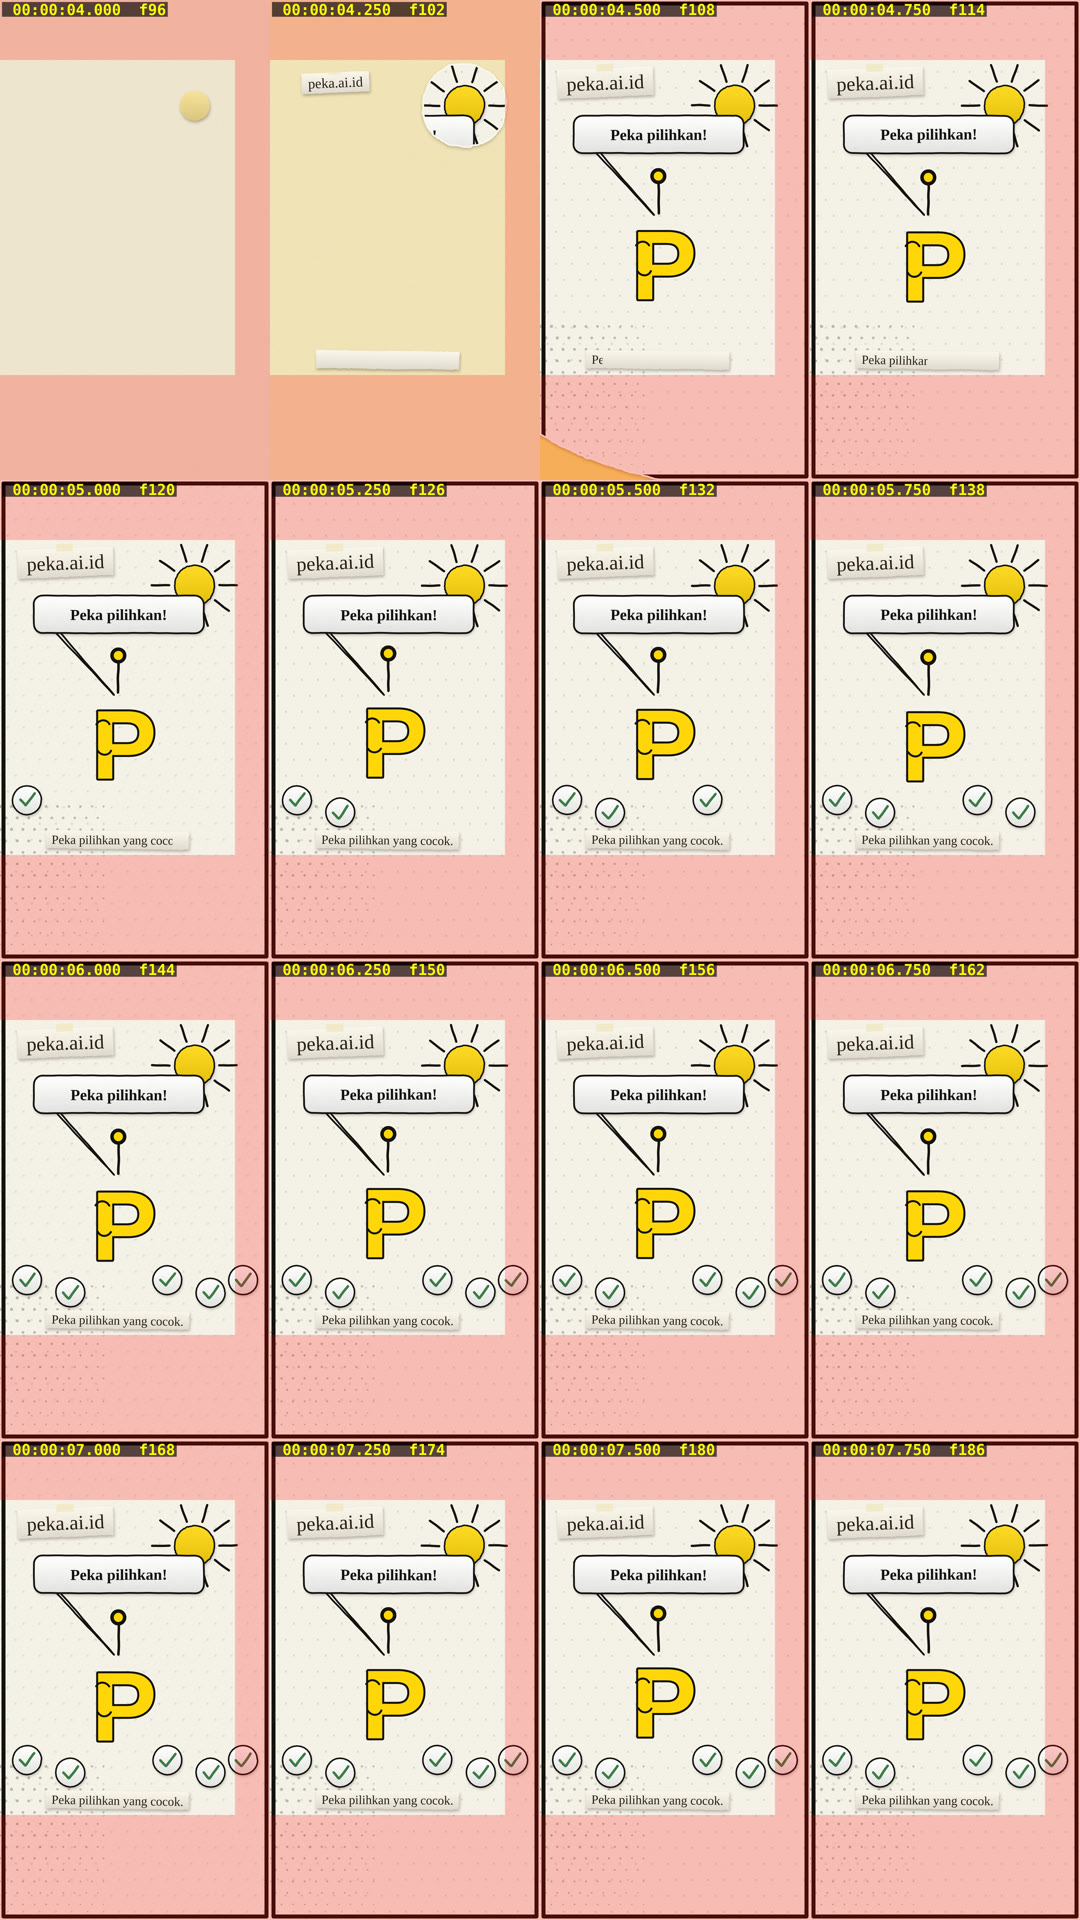 00:00:04.000 f96
00:00:04.250 f102
peka.ai.id
00:00:04.500 f108
peka.ai.id
Peka pilihkan!
P
Pe
00:00:04.750 f114
peka.ai.id
Peka pilihkan!
P
Peka pilihkar
00:00:05.000 f120
peka.ai.id
Peka pilihkan!
P
Peka pilihkan yang cocc
00:00:05.250 f126
peka.ai.id
Peka pilihkan!
P
Peka pilihkan yang cocok.
00:00:05.500 f132
peka.ai.id
Peka pilihkan!
P
Peka pilihkan yang cocok.
00:00:05.750 f138
peka.ai.id
Peka pilihkan!
P
Peka pilihkan yang cocok.
00:00:06.000 f144
peka.ai.id
Peka pilihkan!
P
Peka pilihkan yang cocok.
00:00:06.250 f150
peka.ai.id
Peka pilihkan!
P
Peka pilihkan yang cocok.
00:00:06.500 f156
peka.ai.id
Peka pilihkan!
P
Peka pilihkan yang cocok.
00:00:06.750 f162
peka.ai.id
Peka pilihkan!
P
Peka pilihkan yang cocok.
00:00:07.000 f168
peka.ai.id
Peka pilihkan!
P
Peka pilihkan yang cocok.
00:00:07.250 f174
peka.ai.id
Peka pilihkan!
P
Peka pilihkan yang cocok.
00:00:07.500 f180
peka.ai.id
Peka pilihkan!
P
Peka pilihkan yang cocok.
00:00:07.750 f186
peka.ai.id
Peka pilihkan!
P
Peka pilihkan yang cocok.